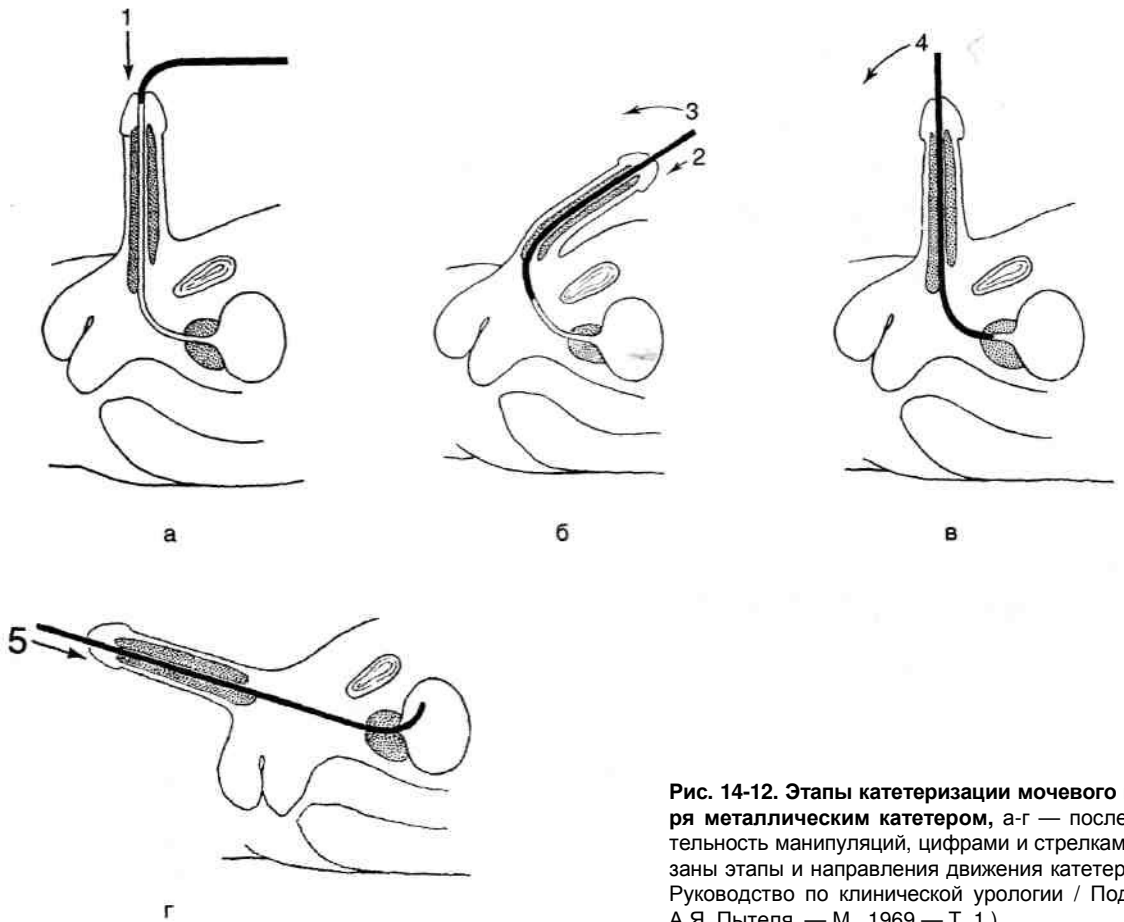 1
а
3
2
б
4
в
5
г
Рис. 14-12. Этапы катетеризации мочевого
ря металлическим катетером, а-г — после
тельность манипуляций, цифрами и стрелкам
заны этапы и направления движения катетер
Руководство по клинической урологии / Под
А.Я. Пытеля. — М., 1969 — Т. 1.)